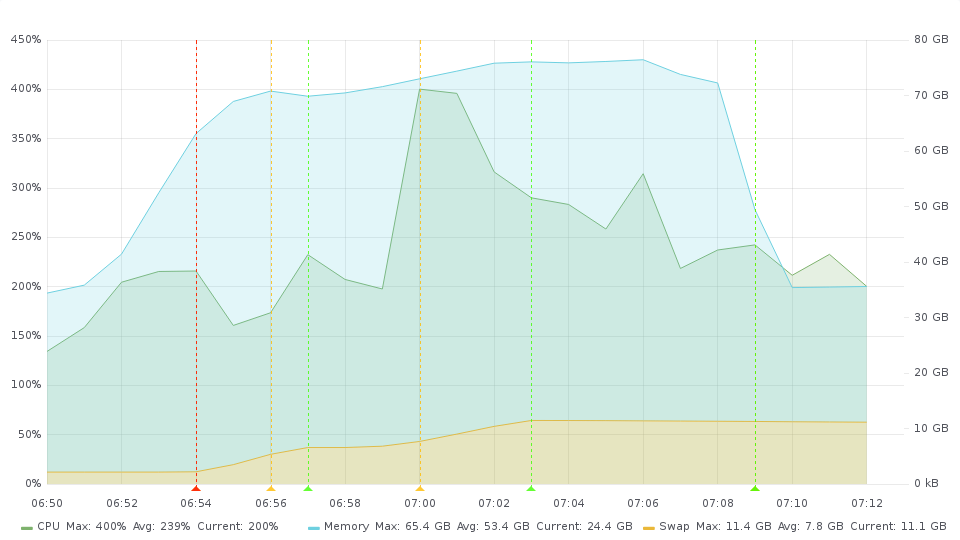 450%
400%
350%
300%
250%
200%
150%
100%
50%
0%
80 GB
70 GB
60 GB
50 GB
40 GB
30 GB
20 GB
10 GB
0 kB
06:50 06:52 06:54 06:56 06:58 07:00 07:02 07:04 07:06 07:08 07:10 07:12
CPU Max: 400% Avg: 239% Current: 200% Memory Max: 65.4 GB Avg: 53.4 GB Current: 24.4 GB Swap Max: 11.4 GB Avg: 7.8 GB Current: 11.1 GB